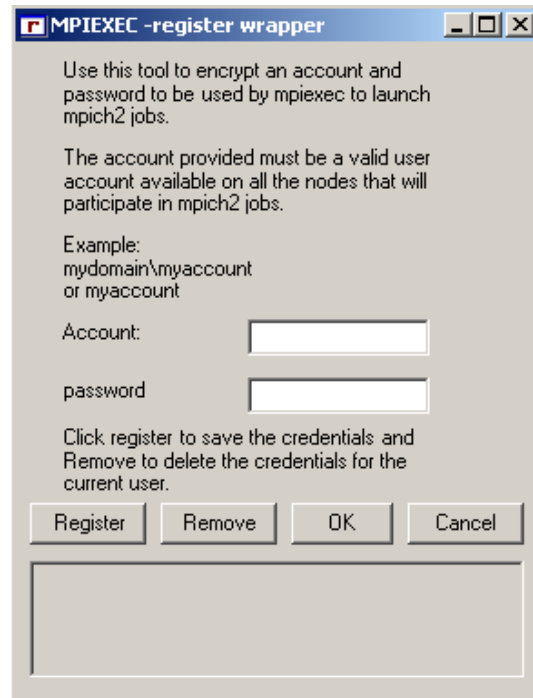 MPIEXEC -register wrapper
Use this tool to encrypt an account and
password to be used by mpiexec to launch
mpich2 jobs.
The account provided must be a valid user
account available on all the nodes that will
participate in mpich2 jobs.
Example:
mydomain\myaccount
or myaccount
Account:
password
Click register to save the credentials and
Remove to delete the credentials for the
current user.
Register Remove OK Cancel